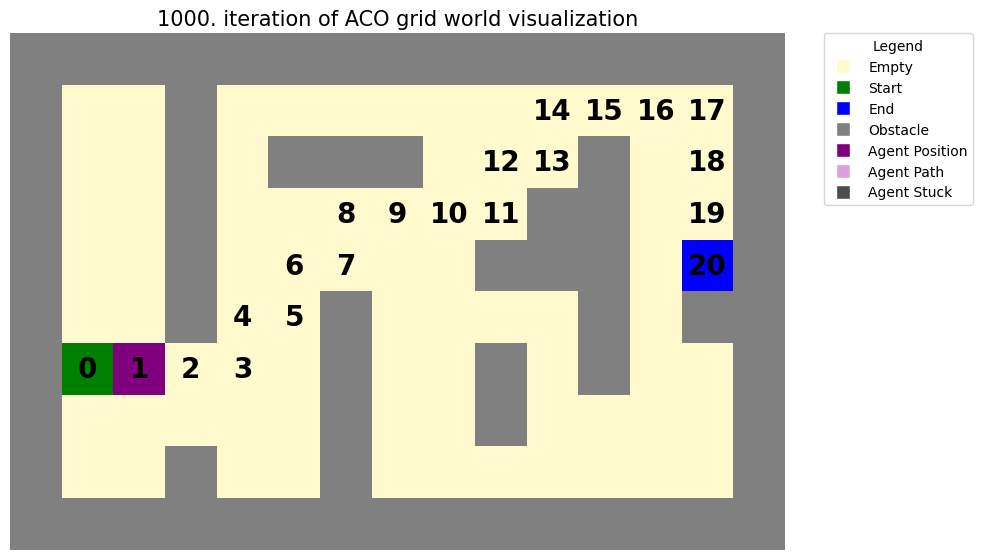 1000. iteration of ACO grid world visualization
Legend
Empty
Start
End
Obstacle
Agent Position
Agent Path
Agent Stuck
14 15 16 17
12 13 18
8 9 10 11 19
6 7 20
4 5
0 1 2 3